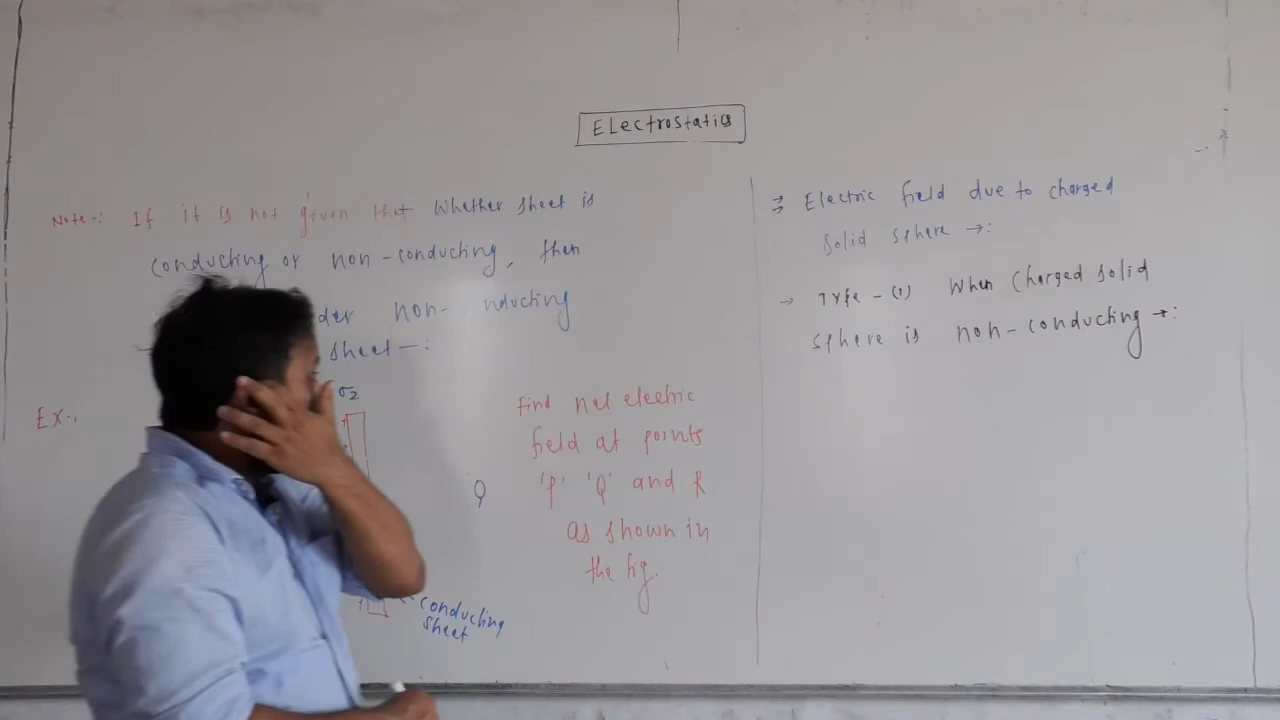 Electrostatics
Note-: If it is not given that whether sheet is
conducting or non-conducting, then
der non- nducting
sheet-:
Ex-.
σ2
find net electric
field at points
Q 'P' 'Q' and R
as shown in
the fig.
conducting
sheet
⇒ Electric field due to charged
solid sphere →:
→ Type-(1) When charged solid
sphere is non-conducting →: